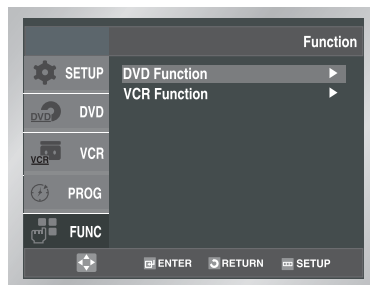 Function
SETUP
DVD Function ▶
VCR Function ▶
DVD
DVD
VCR
VCR
PROG
FUNC
ENTER RETURN SETUP